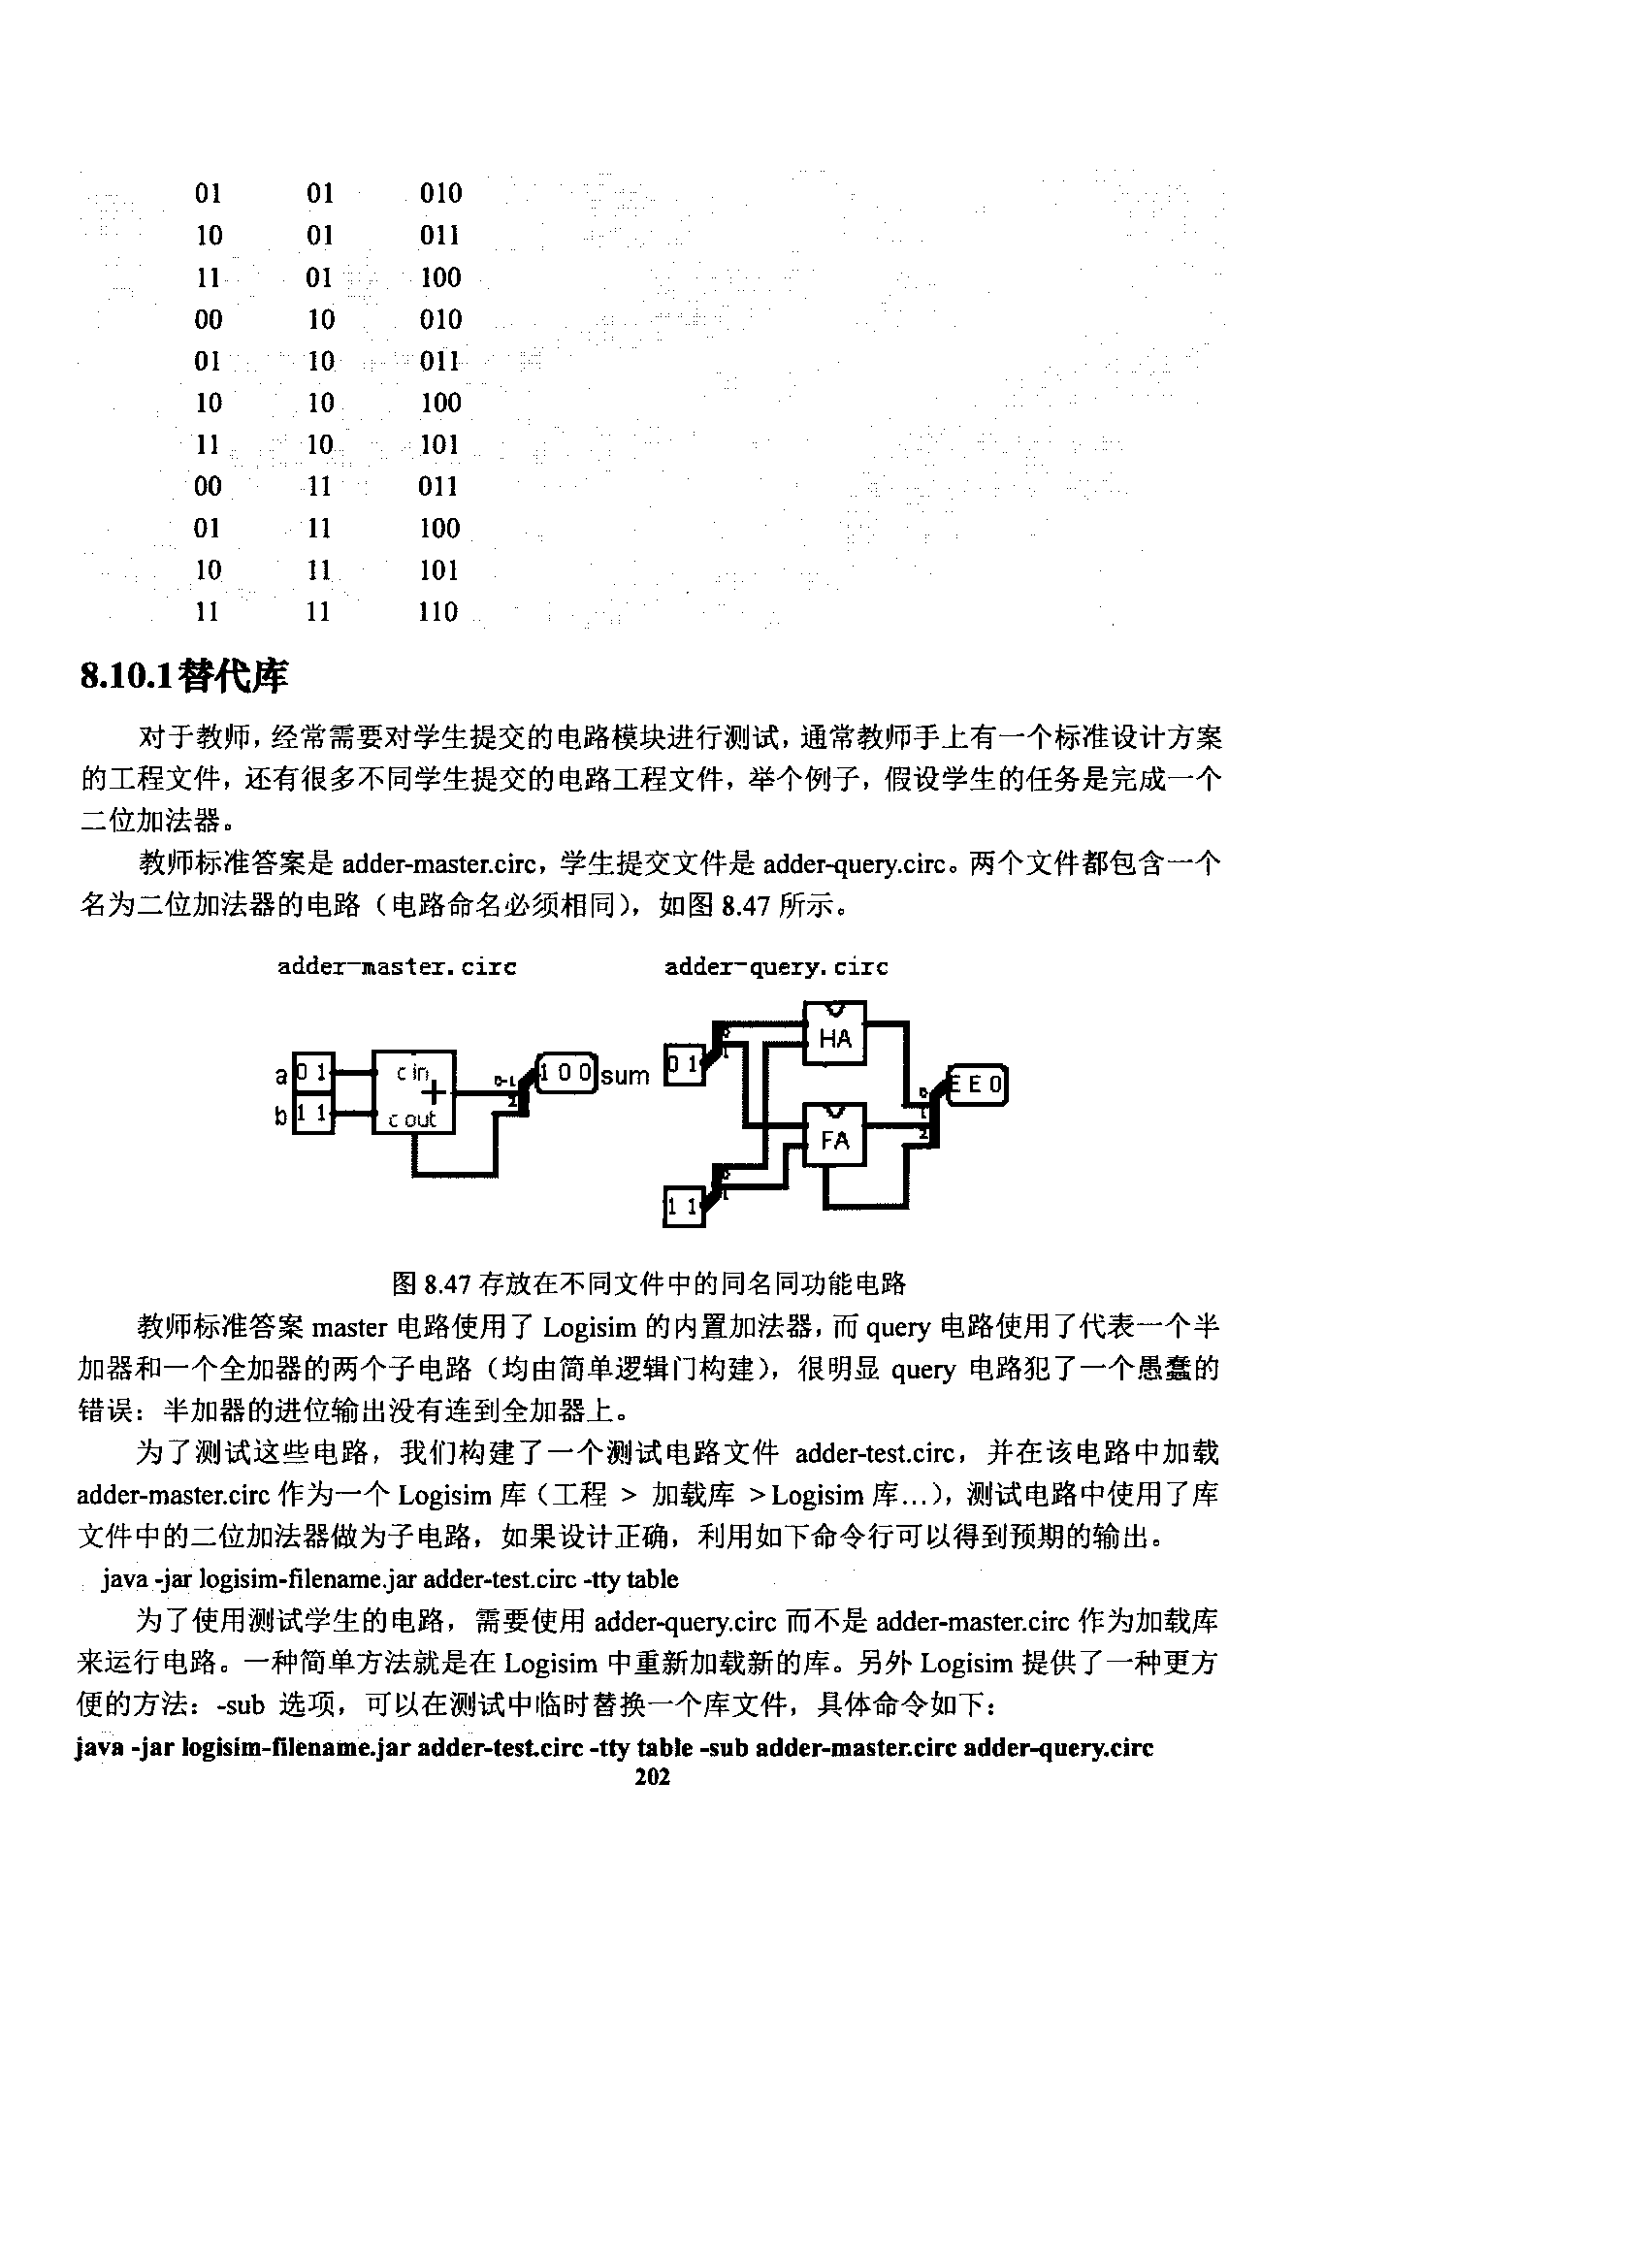 01 01 010
10 01 011
11 01 100
00 10 010
01 10 011
10 10 100
11 10 101
00 11 011
01 11 100
10 11 101
11 11 110
8.10.1替代库
对于教师，经常需要对学生提交的电路模块进行测试，通常教师手上有一个标准设计方案
的工程文件，还有很多不同学生提交的电路工程文件，举个例子，假设学生的任务是完成一个
二位加法器。
教师标准答案是 adder-master.circ，学生提交文件是 adder-query.circ。两个文件都包含一个
名为二位加法器的电路（电路命名必须相同），如图 8.47 所示。
adder-master.circ adder-query.circ
HA
0 1
a 0 1 c in 0-1 1 0 0 sum
+ 2
b 1 1 c out
0 1 2 E E 0
FA
0 1
1 1
图 8.47 存放在不同文件中的同名同功能电路
教师标准答案 master 电路使用了 Logisim 的内置加法器，而 query 电路使用了代表一个半
加器和一个全加器的两个子电路（均由简单逻辑门构建），很明显 query 电路犯了一个愚蠢的
错误：半加器的进位输出没有连到全加器上。
为了测试这些电路，我们构建了一个测试电路文件 adder-test.circ，并在该电路中加载
adder-master.circ 作为一个 Logisim 库（工程 > 加载库 >Logisim 库…），测试电路中使用了库
文件中的二位加法器做为子电路，如果设计正确，利用如下命令行可以得到预期的输出。
java -jar logisim-filename.jar adder-test.circ -tty table
为了使用测试学生的电路，需要使用 adder-query.circ 而不是 adder-master.circ 作为加载库
来运行电路。一种简单方法就是在 Logisim 中重新加载新的库。另外 Logisim 提供了一种更方
便的方法：-sub 选项，可以在测试中临时替换一个库文件，具体命令如下：
java -jar logisim-filename.jar adder-test.circ -tty table -sub adder-master.circ adder-query.circ
202